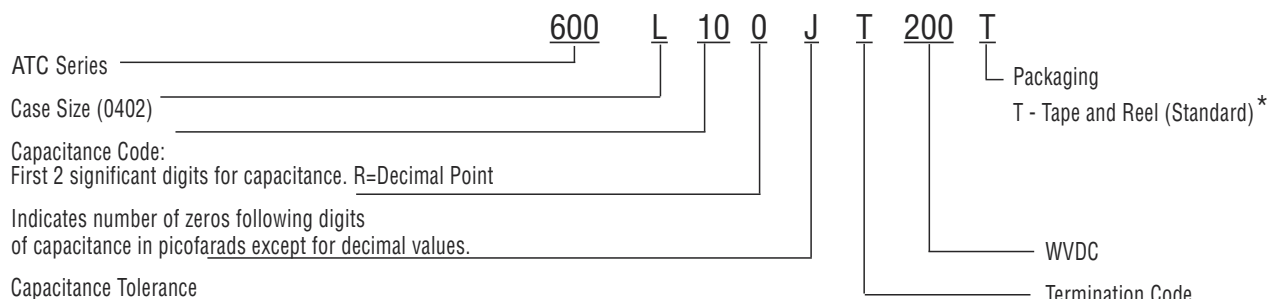 600 L 10 0 J T 200 T
ATC Series
Case Size (0402)
Capacitance Code:
First 2 significant digits for capacitance. R=Decimal Point
Indicates number of zeros following digits
of capacitance in picofarads except for decimal values.
Capacitance Tolerance
Packaging
T - Tape and Reel (Standard)*
WVDC
Termination Code